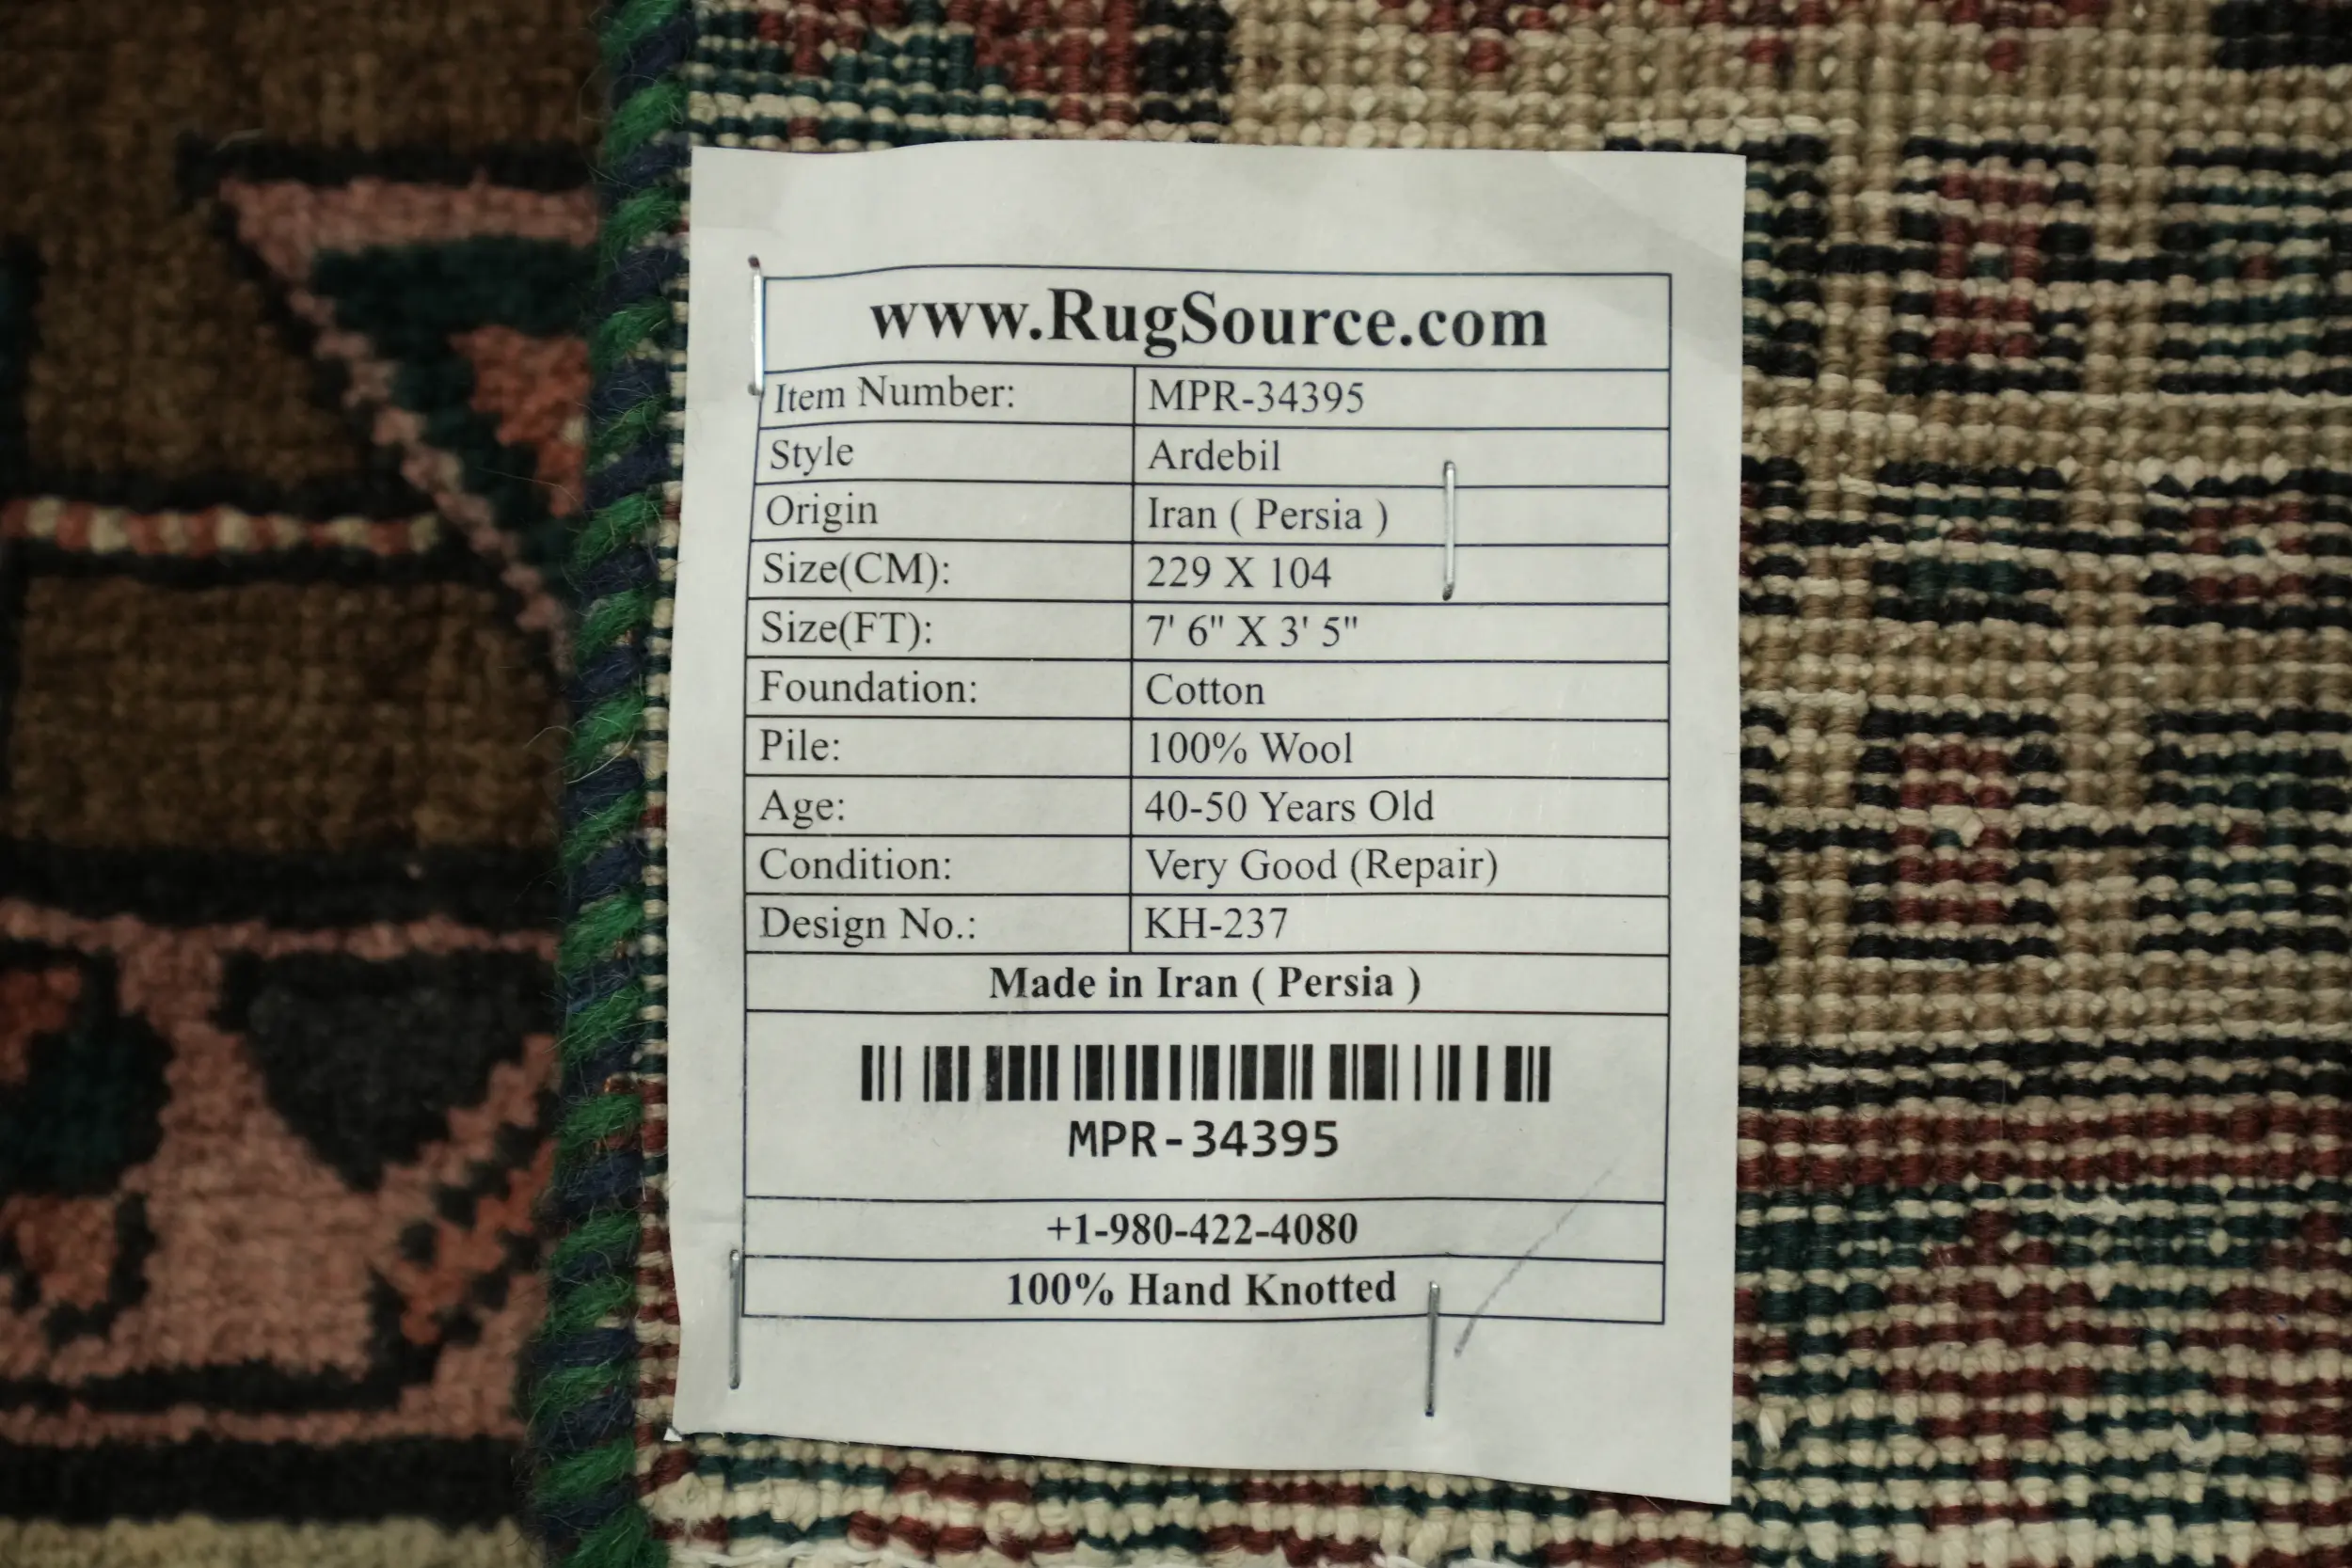 www.RugSource.com
Item Number: MPR-34395
Style Ardebil
Origin Iran ( Persia )
Size(CM): 229 X 104
Size(FT): 7' 6" X 3' 5"
Foundation: Cotton
Pile: 100% Wool
Age: 40-50 Years Old
Condition: Very Good (Repair)
Design No.: KH-237
Made in Iran ( Persia )
MPR-34395
+1-980-422-4080
100% Hand Knotted